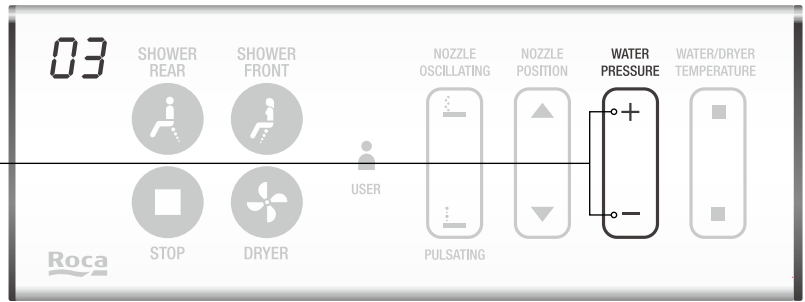 03
SHOWER
REAR
SHOWER
FRONT
NOZZLE
OSCILLATING
NOZZLE
POSITION
WATER
PRESSURE
WATER/DRYER
TEMPERATURE
+
USER
−
STOP
DRYER
PULSATING
Roca